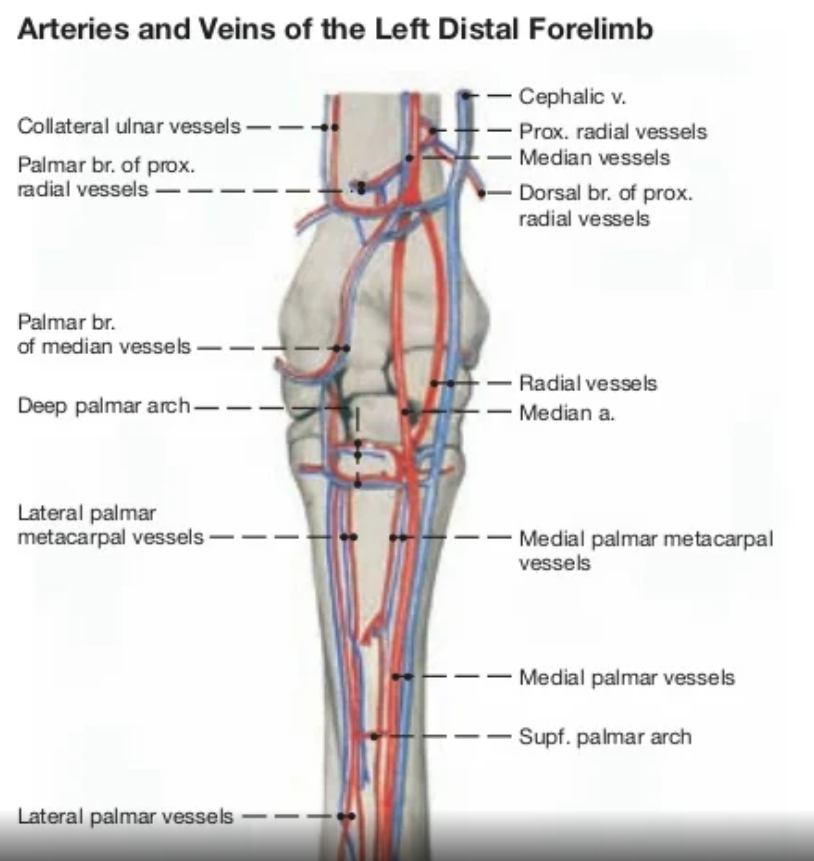 Arteries and Veins of the Left Distal Forelimb
Cephalic v.
Collateral ulnar vessels
Prox. radial vessels
Median vessels
Palmar br. of prox.
radial vessels
Dorsal br. of prox.
radial vessels
Palmar br.
of median vessels
Radial vessels
Deep palmar arch
Median a.
Lateral palmar
metacarpal vessels
Medial palmar metacarpal
vessels
Medial palmar vessels
Supf. palmar arch
Lateral palmar vessels